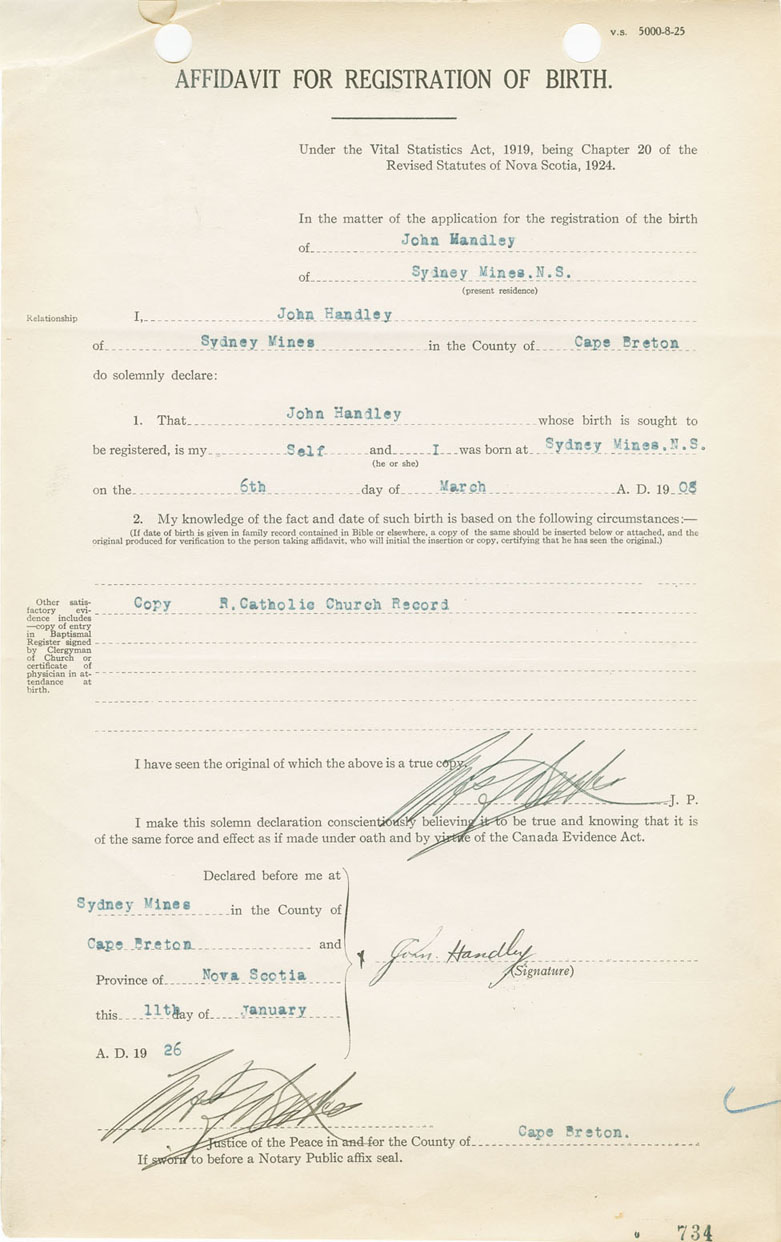 v.s. 5000-8-25
AFFIDAVIT FOR REGISTRATION OF BIRTH.
Under the Vital Statistics Act, 1919, being Chapter 20 of the
Revised Statutes of Nova Scotia, 1924.
In the matter of the application for the registration of the birth
of John Handley
of Sydney Mines.N.S.
(present residence)
Relationship
I, John Handley
of Sydney Mines in the County of Cape Breton
do solemnly declare:
1. That John Handley whose birth is sought to
be registered, is my Self and I was born at Sydney Mines.N.S.
(he or she)
on the 6th day of March A. D. 19 08
2. My knowledge of the fact and date of such birth is based on the following circumstances:—
(If date of birth is given in family record contained in Bible or elsewhere, a copy of the same should be inserted below or attached, and the
original produced for verification to the person taking affidavit, who will initial the insertion or copy, certifying that he has seen the original.)
Copy R.Catholic Church Record
Other satis-
factory evi-
dence includes
—copy of entry
in Baptismal
Register signed
by Clergyman
of Church or
certificate of
physician in at-
tendance at
birth.
I have seen the original of which the above is a true copy.
J. P.
I make this solemn declaration conscientiously believing it to be true and knowing that it is
of the same force and effect as if made under oath and by virtue of the Canada Evidence Act.
Declared before me at
Sydney Mines in the County of
Cape Breton and
Province of Nova Scotia
this 11th day of January
A. D. 19 26
x John Handley
(Signature)
Justice of the Peace in and for the County of Cape Breton.
If sworn to before a Notary Public affix seal.
734